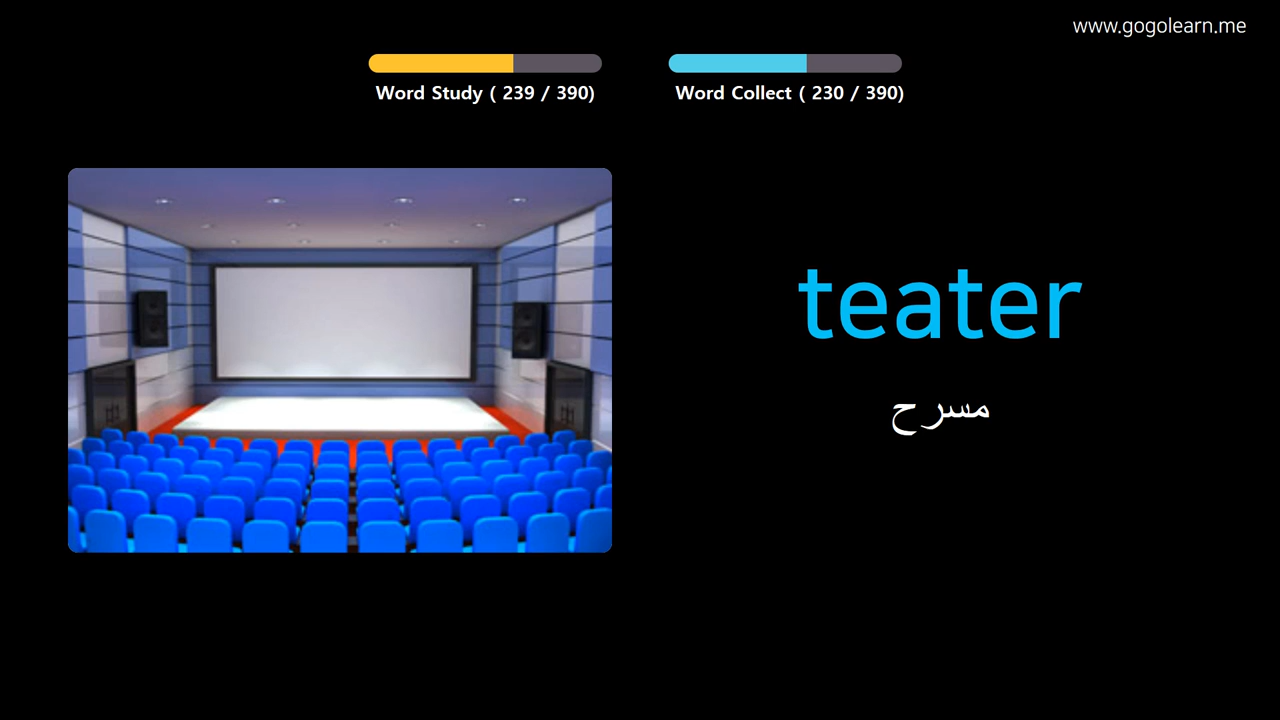 www.gogolearn.me
Word Study ( 239 / 390)
Word Collect ( 230 / 390)
teater
مسرح